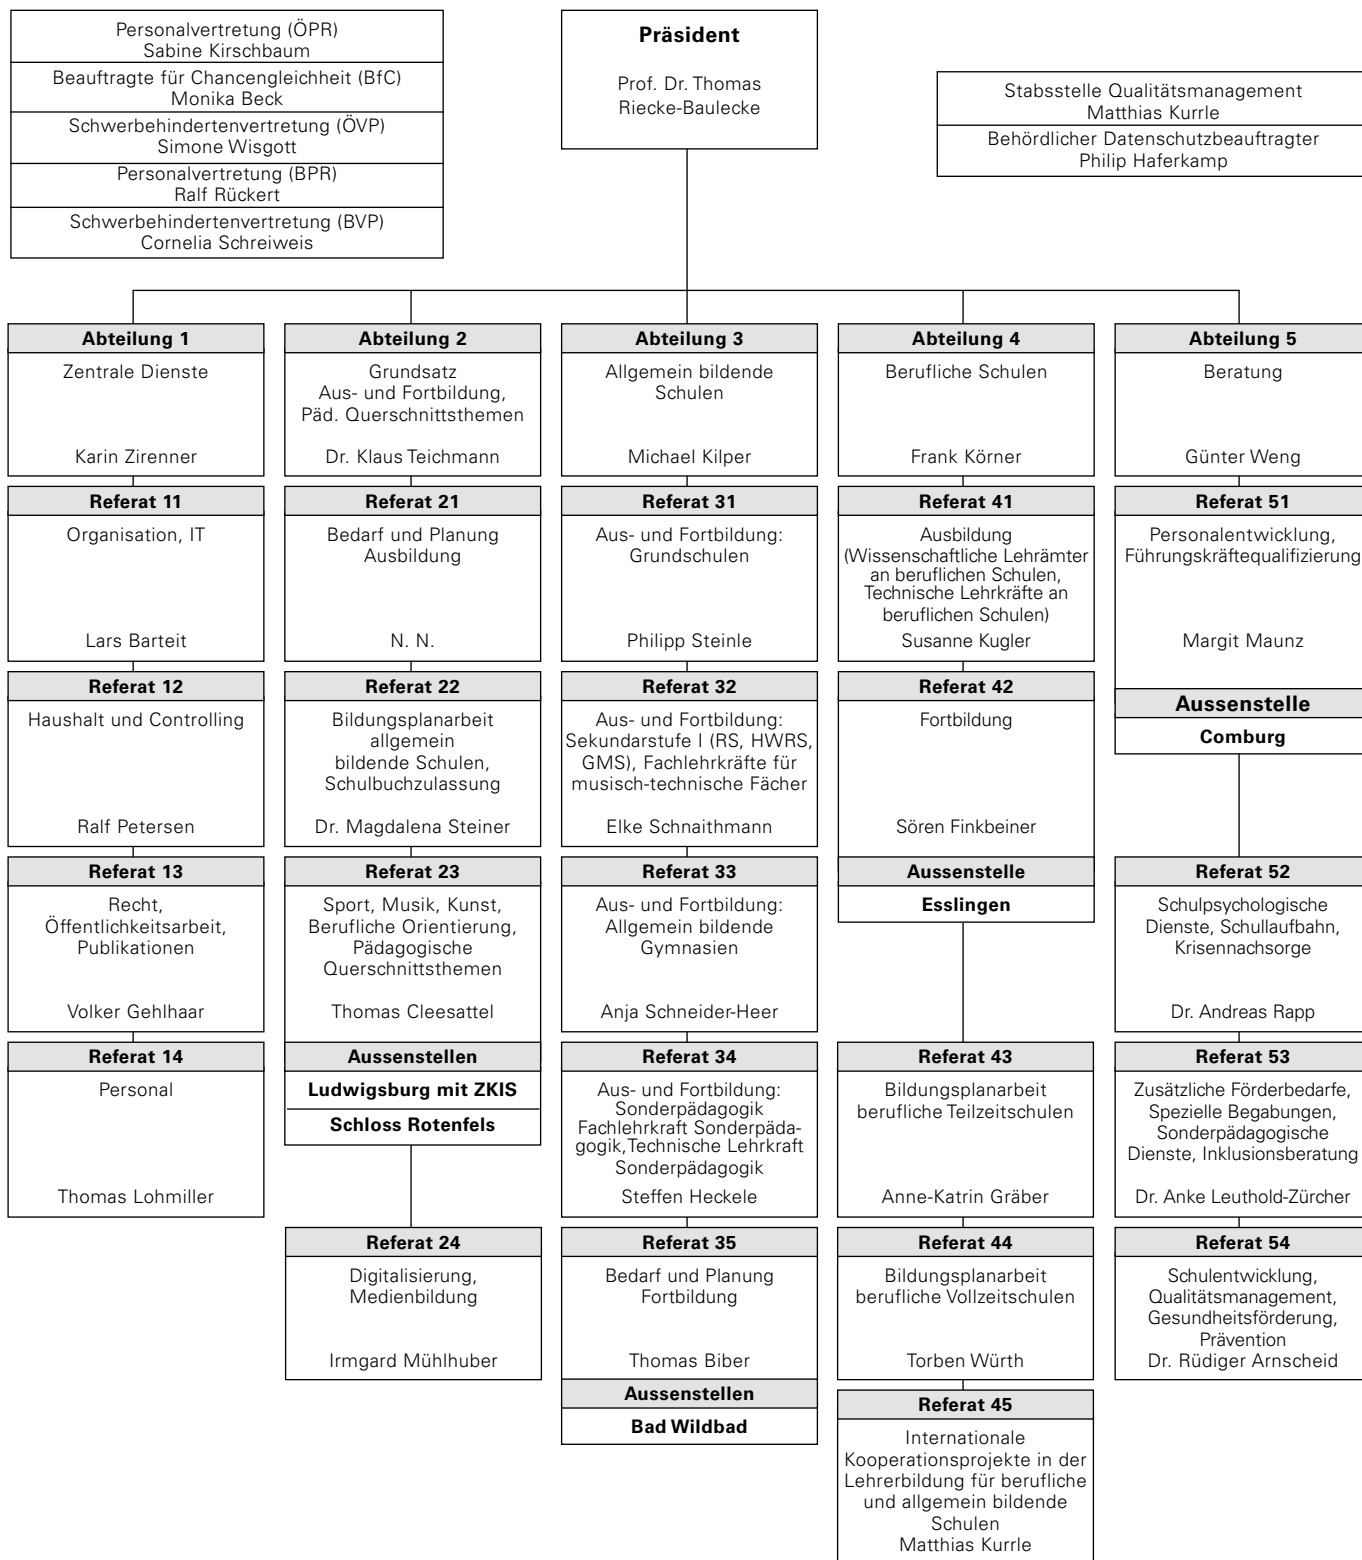 Personalvertretung (ÖPR)
Sabine Kirschbaum
Beauftragte für Chancengleichheit (BfC)
Monika Beck
Schwerbehindertenvertretung (ÖVP)
Simone Wisgott
Personalvertretung (BPR)
Ralf Rückert
Schwerbehindertenvertretung (BVP)
Cornelia Schreiweis
Präsident
Prof. Dr. Thomas
Riecke-Baulecke
Stabsstelle Qualitätsmanagement
Matthias Kurrle
Behördlicher Datenschutzbeauftragter
Philip Haferkamp
Abteilung 1
Zentrale Dienste
Karin Zirenner
Referat 11
Organisation, IT
Lars Barteit
Referat 12
Haushalt und Controlling
Ralf Petersen
Referat 13
Recht,
Öffentlichkeitsarbeit,
Publikationen
Volker Gehlhaar
Referat 14
Personal
Thomas Lohmiller
Abteilung 2
Grundsatz
Aus- und Fortbildung,
Päd. Querschnittsthemen
Dr. Klaus Teichmann
Referat 21
Bedarf und Planung
Ausbildung
N. N.
Referat 22
Bildungsplanarbeit
allgemein
bildende Schulen,
Schulbuchzulassung
Dr. Magdalena Steiner
Referat 23
Sport, Musik, Kunst,
Berufliche Orientierung,
Pädagogische
Querschnittsthemen
Thomas Cleesattel
Aussenstellen
Ludwigsburg mit ZKIS
Schloss Rotenfels
Referat 24
Digitalisierung,
Medienbildung
Irmgard Mühlhuber
Abteilung 3
Allgemein bildende
Schulen
Michael Kilper
Referat 31
Aus- und Fortbildung:
Grundschulen
Philipp Steinle
Referat 32
Aus- und Fortbildung:
Sekundarstufe I (RS, HWRS,
GMS), Fachlehrkräfte für
musisch-technische Fächer
Elke Schnaithmann
Referat 33
Aus- und Fortbildung:
Allgemein bildende
Gymnasien
Anja Schneider-Heer
Referat 34
Aus- und Fortbildung:
Sonderpädagogik
Fachlehrkraft Sonderpäda-
gogik, Technische Lehrkraft
Sonderpädagogik
Steffen Heckele
Referat 35
Bedarf und Planung
Fortbildung
Thomas Biber
Aussenstellen
Bad Wildbad
Abteilung 4
Berufliche Schulen
Frank Körner
Referat 41
Ausbildung
(Wissenschaftliche Lehrämter
an beruflichen Schulen,
Technische Lehrkräfte an
beruflichen Schulen)
Susanne Kugler
Referat 42
Fortbildung
Sören Finkbeiner
Aussenstelle
Esslingen
Referat 43
Bildungsplanarbeit
berufliche Teilzeitschulen
Anne-Katrin Gräber
Referat 44
Bildungsplanarbeit
berufliche Vollzeitschulen
Torben Würth
Referat 45
Internationale
Kooperationsprojekte in der
Lehrerbildung für berufliche
und allgemein bildende
Schulen
Matthias Kurrle
Abteilung 5
Beratung
Günter Weng
Referat 51
Personalentwicklung,
Führungskräftequalifizierung
Margit Maunz
Aussenstelle
Comburg
Referat 52
Schulpsychologische
Dienste, Schullaufbahn,
Krisennachsorge
Dr. Andreas Rapp
Referat 53
Zusätzliche Förderbedarfe,
Spezielle Begabungen,
Sonderpädagogische
Dienste, Inklusionsberatung
Dr. Anke Leuthold-Zürcher
Referat 54
Schulentwicklung,
Qualitätsmanagement,
Gesundheitsförderung,
Prävention
Dr. Rüdiger Arnscheid